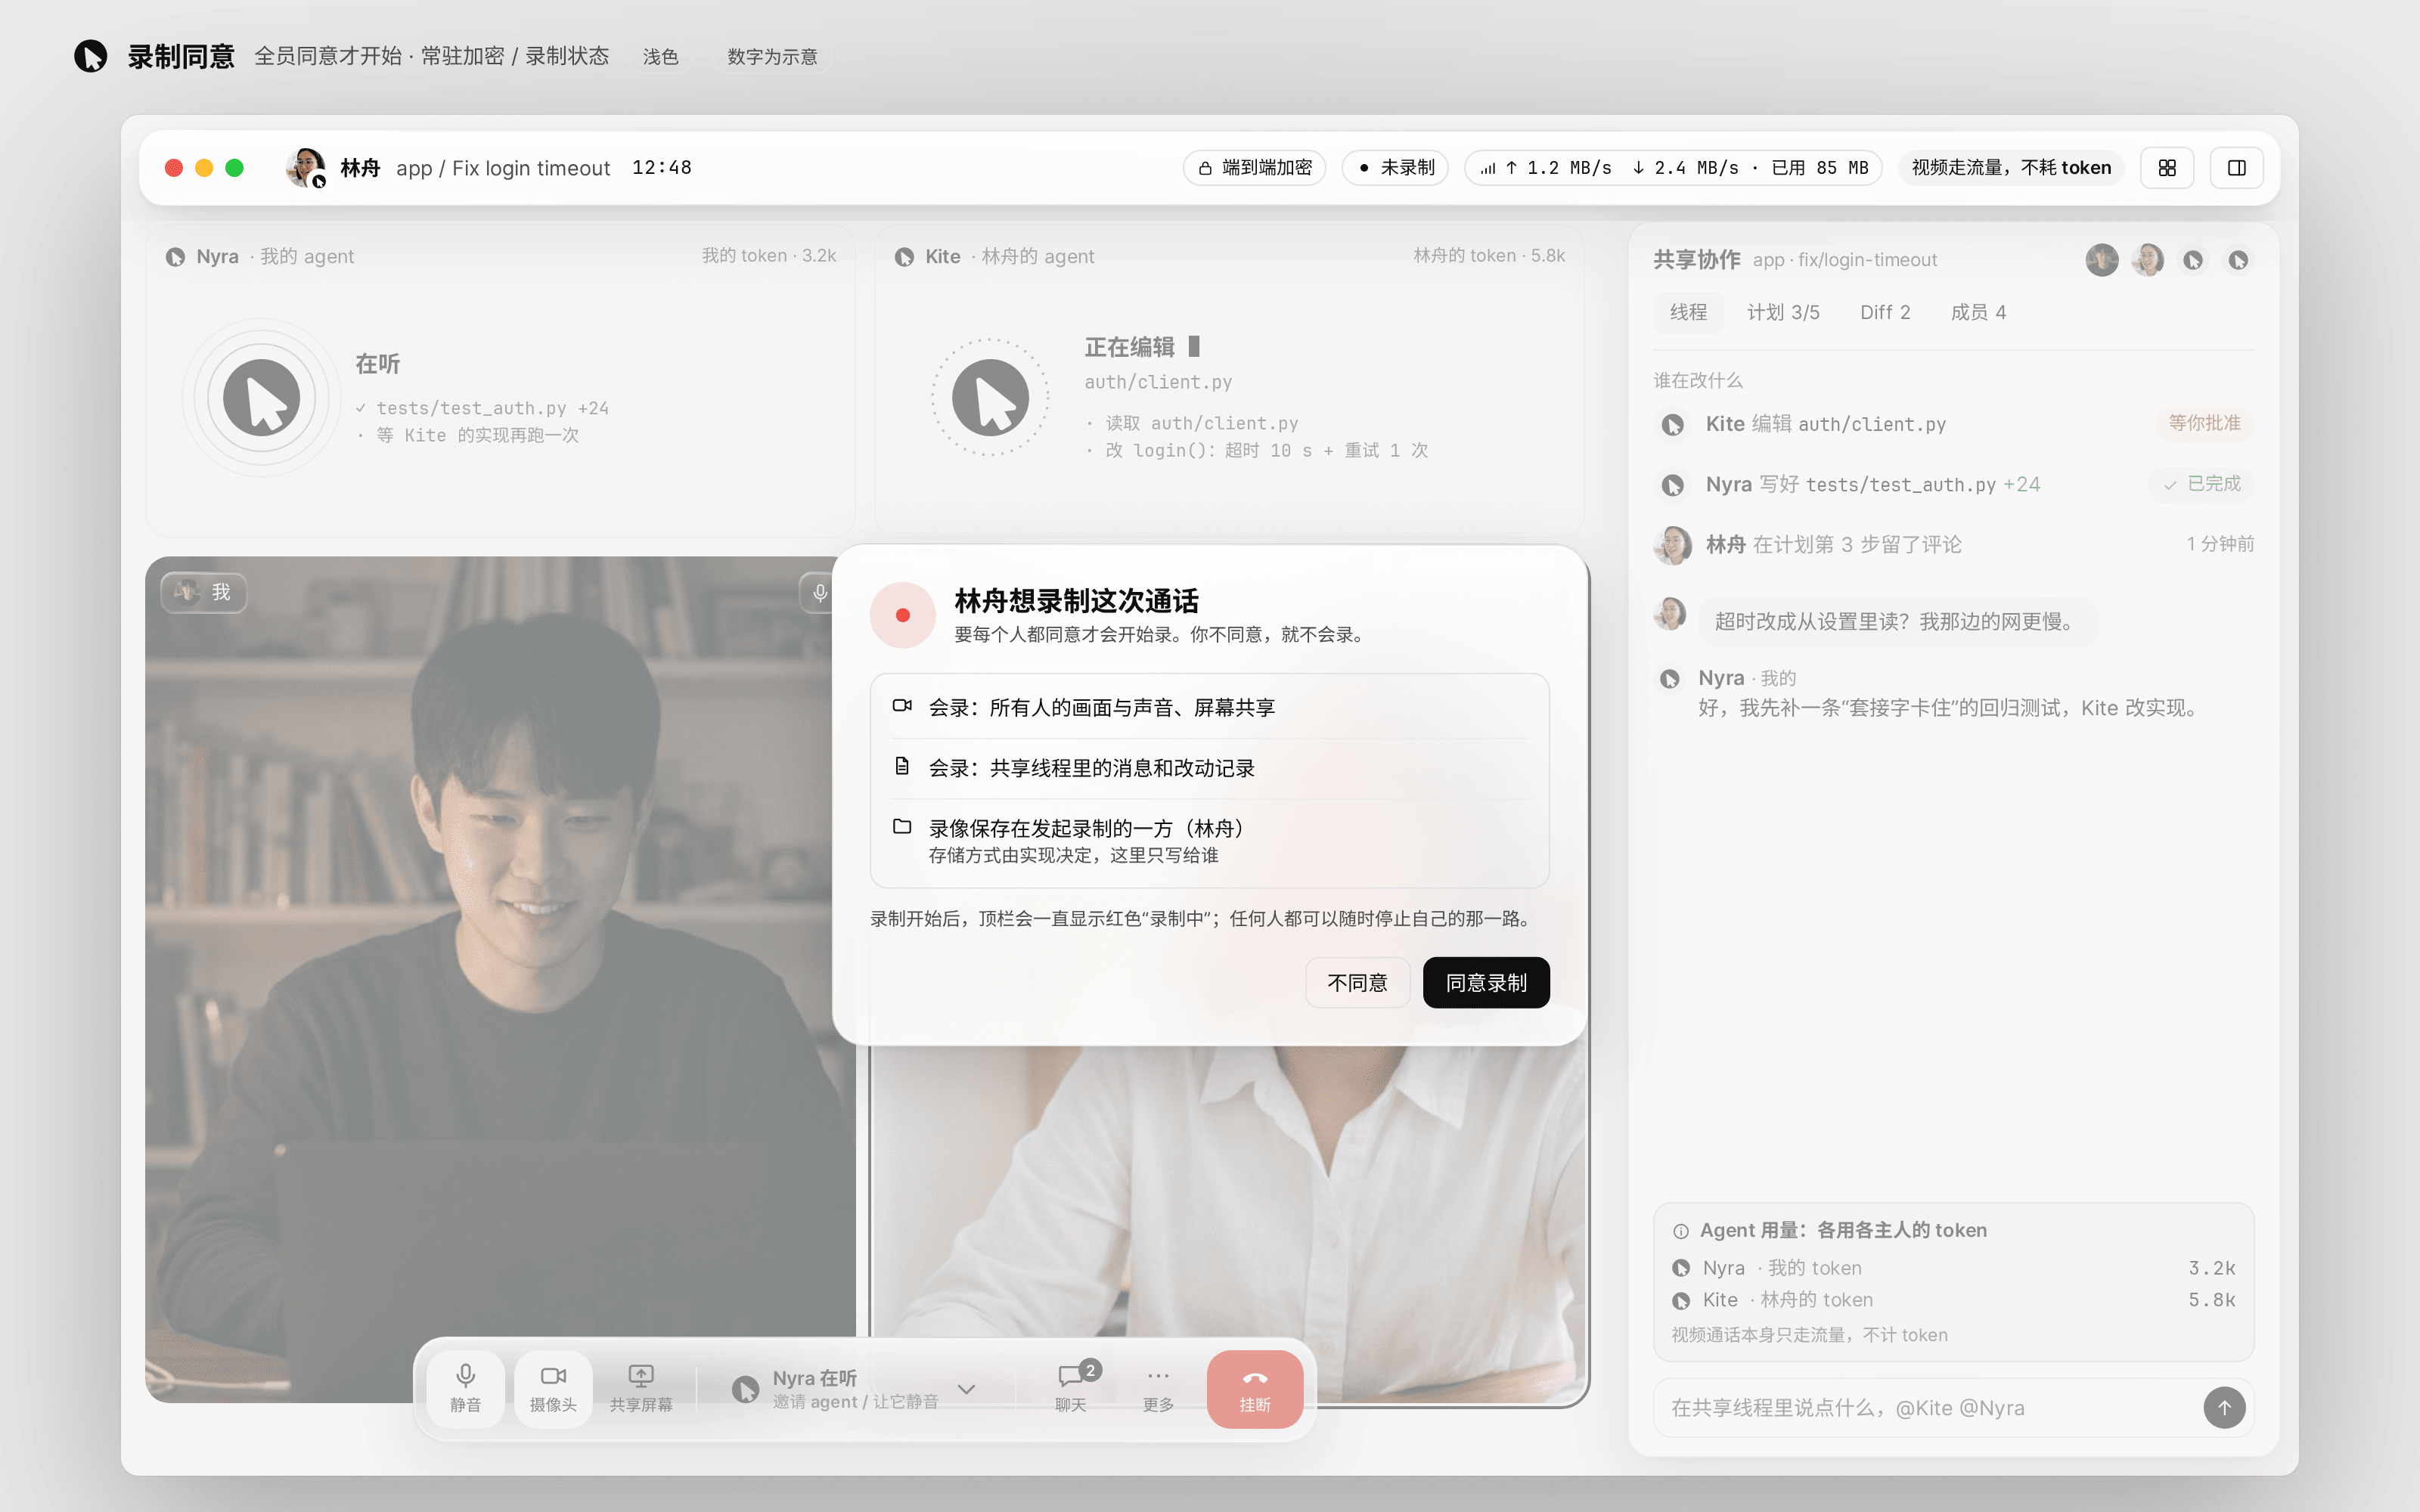 录制同意 全员同意才开始 · 常驻加密 / 录制状态 浅色 数字为示意
林舟 app / Fix login timeout 12:48 端到端加密 未录制 ↑ 1.2 MB/s ↓ 2.4 MB/s · 已用 85 MB 视频走流量，不耗 token
Nyra · 我的 agent 我的 token · 3.2k
在听
✓ tests/test_auth.py +24
· 等 Kite 的实现再跑一次
Kite · 林舟的 agent 林舟的 token · 5.8k
正在编辑
auth/client.py
· 读取 auth/client.py
· 改 login()：超时 10 s + 重试 1 次
我
林舟想录制这次通话
要每个人都同意才会开始录。你不同意，就不会录。
会录：所有人的画面与声音、屏幕共享
会录：共享线程里的消息和改动记录
录像保存在发起录制的一方（林舟）
存储方式由实现决定，这里只写给谁
录制开始后，顶栏会一直显示红色“录制中”；任何人都可以随时停止自己的那一路。
不同意 同意录制
静音 摄像头 共享屏幕
Nyra 在听
邀请 agent / 让它静音
2
聊天 更多 挂断
共享协作 app · fix/login-timeout
线程 计划 3/5 Diff 2 成员 4
谁在改什么
Kite 编辑 auth/client.py 等你批准
Nyra 写好 tests/test_auth.py +24 ✓ 已完成
林舟 在计划第 3 步留了评论 1 分钟前
超时改成从设置里读？我那边的网更慢。
Nyra · 我的
好，我先补一条“套接字卡住”的回归测试，Kite 改实现。
Agent 用量：各用各主人的 token
Nyra · 我的 token 3.2k
Kite · 林舟的 token 5.8k
视频通话本身只走流量，不计 token
在共享线程里说点什么，@Kite @Nyra